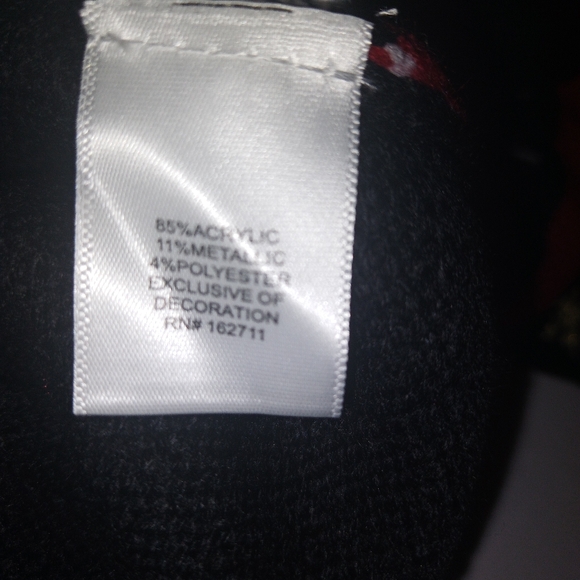 85%ACRYLIC
11%METALLIC
4%POLYESTER
EXCLUSIVE OF
DECORATION
RN# 162711